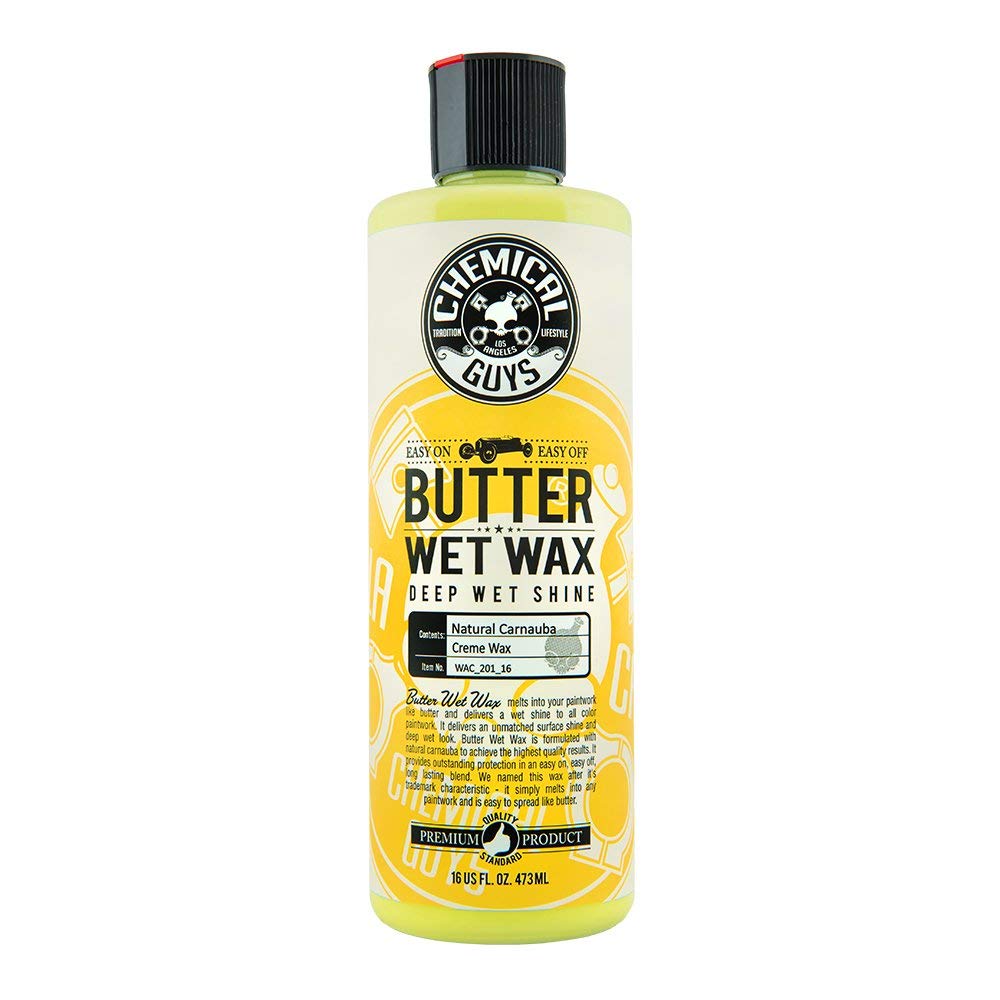 CHEMICAL
TRADITION LIFESTYLE
LOS
ANGELES
GUYS
EASY ON EASY OFF
BUTTER
WET WAX
DEEP WET SHINE
Contents: Natural Carnauba
Creme Wax
Item No. WAC_201_16
Butter Wet Wax melts into your paintwork
like butter and delivers a wet shine to all color
paintwork. It delivers an unmatched surface shine and
deep wet look. Butter Wet Wax is formulated with
natural carnauba to achieve the highest quality results. It
provides outstanding protection in an easy on, easy off,
long lasting blend. We named this wax after it's
trademark characteristic - it simply melts into any
paintwork and is easy to spread like butter.
QUALITY
PREMIUM PRODUCT
STANDARD
CHEMICAL
GUYS
16 US FL. OZ. 473ML